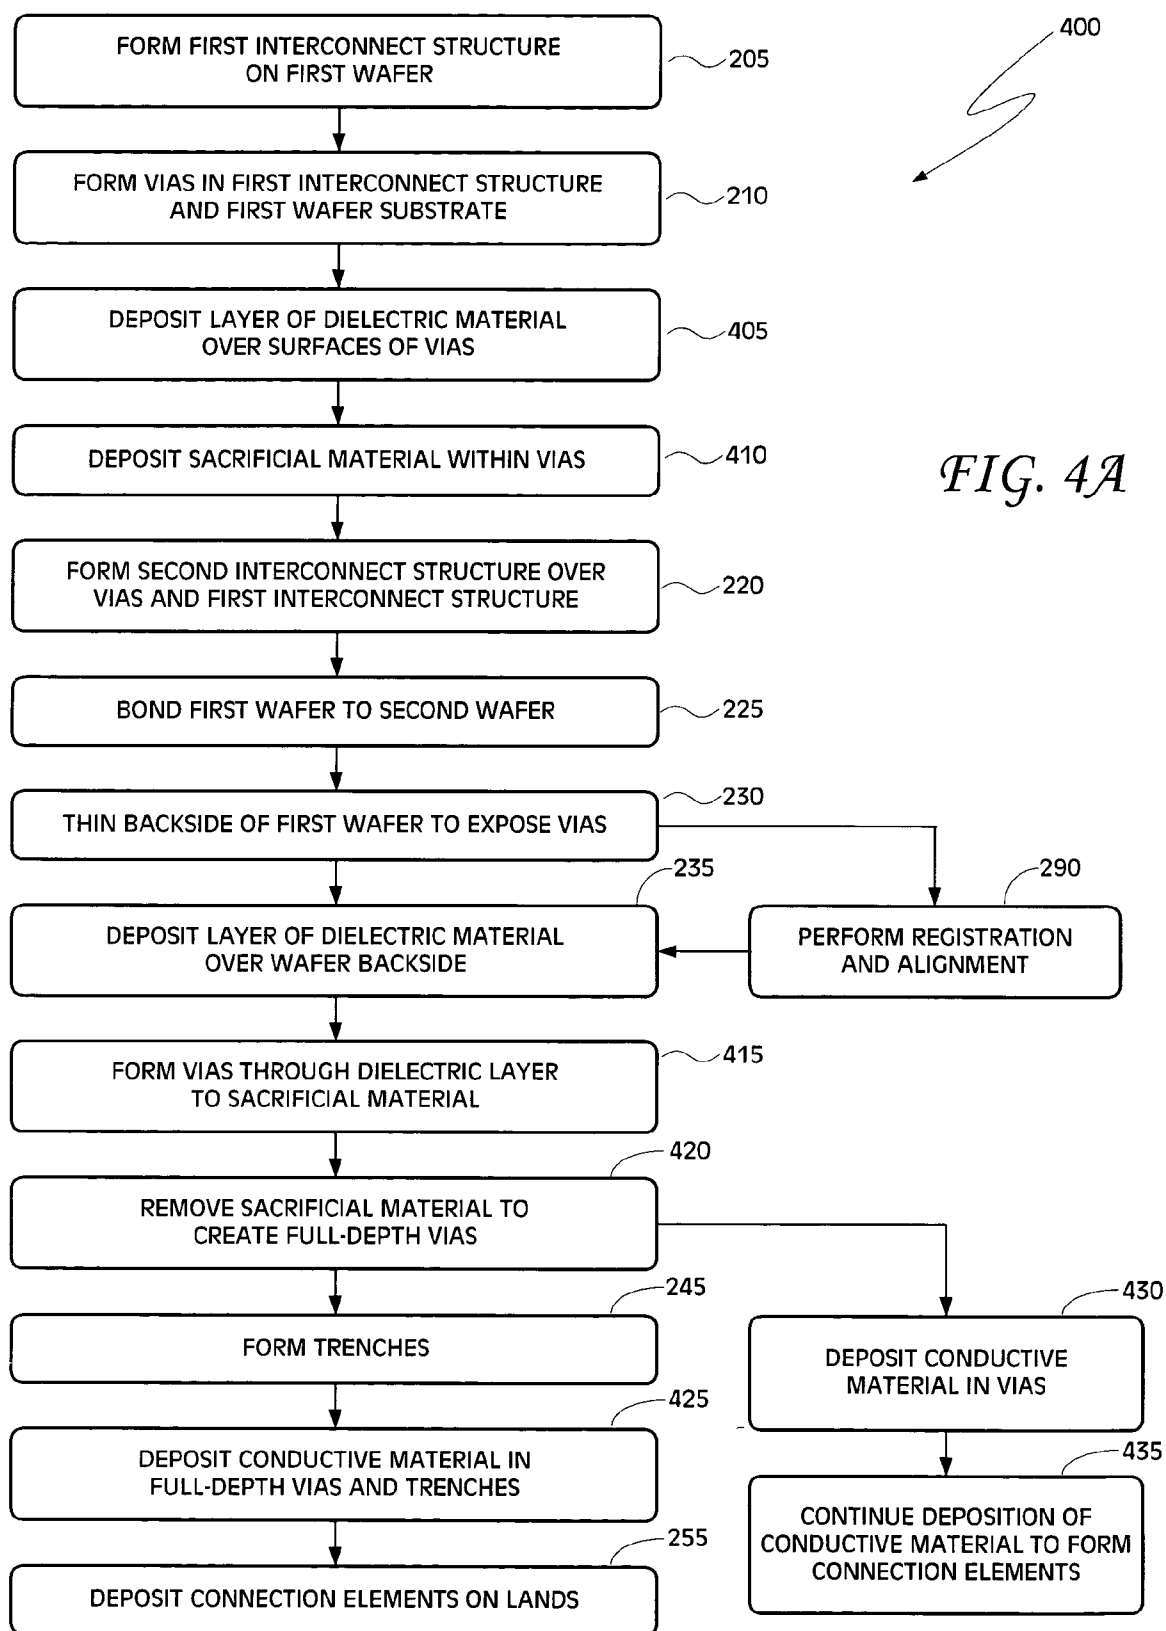 FORM FIRST INTERCONNECT STRUCTURE
ON FIRST WAFER
205
400
FORM VIAS IN FIRST INTERCONNECT STRUCTURE
AND FIRST WAFER SUBSTRATE
210
DEPOSIT LAYER OF DIELECTRIC MATERIAL
OVER SURFACES OF VIAS
405
DEPOSIT SACRIFICIAL MATERIAL WITHIN VIAS
410
FIG. 4A
FORM SECOND INTERCONNECT STRUCTURE OVER
VIAS AND FIRST INTERCONNECT STRUCTURE
220
BOND FIRST WAFER TO SECOND WAFER
225
THIN BACKSIDE OF FIRST WAFER TO EXPOSE VIAS
230
DEPOSIT LAYER OF DIELECTRIC MATERIAL
OVER WAFER BACKSIDE
235
PERFORM REGISTRATION
AND ALIGNMENT
290
FORM VIAS THROUGH DIELECTRIC LAYER
TO SACRIFICIAL MATERIAL
415
REMOVE SACRIFICIAL MATERIAL TO
CREATE FULL-DEPTH VIAS
420
FORM TRENCHES
245
DEPOSIT CONDUCTIVE
MATERIAL IN VIAS
430
DEPOSIT CONDUCTIVE MATERIAL IN
FULL-DEPTH VIAS AND TRENCHES
425
CONTINUE DEPOSITION OF
CONDUCTIVE MATERIAL TO FORM
CONNECTION ELEMENTS
435
DEPOSIT CONNECTION ELEMENTS ON LANDS
255